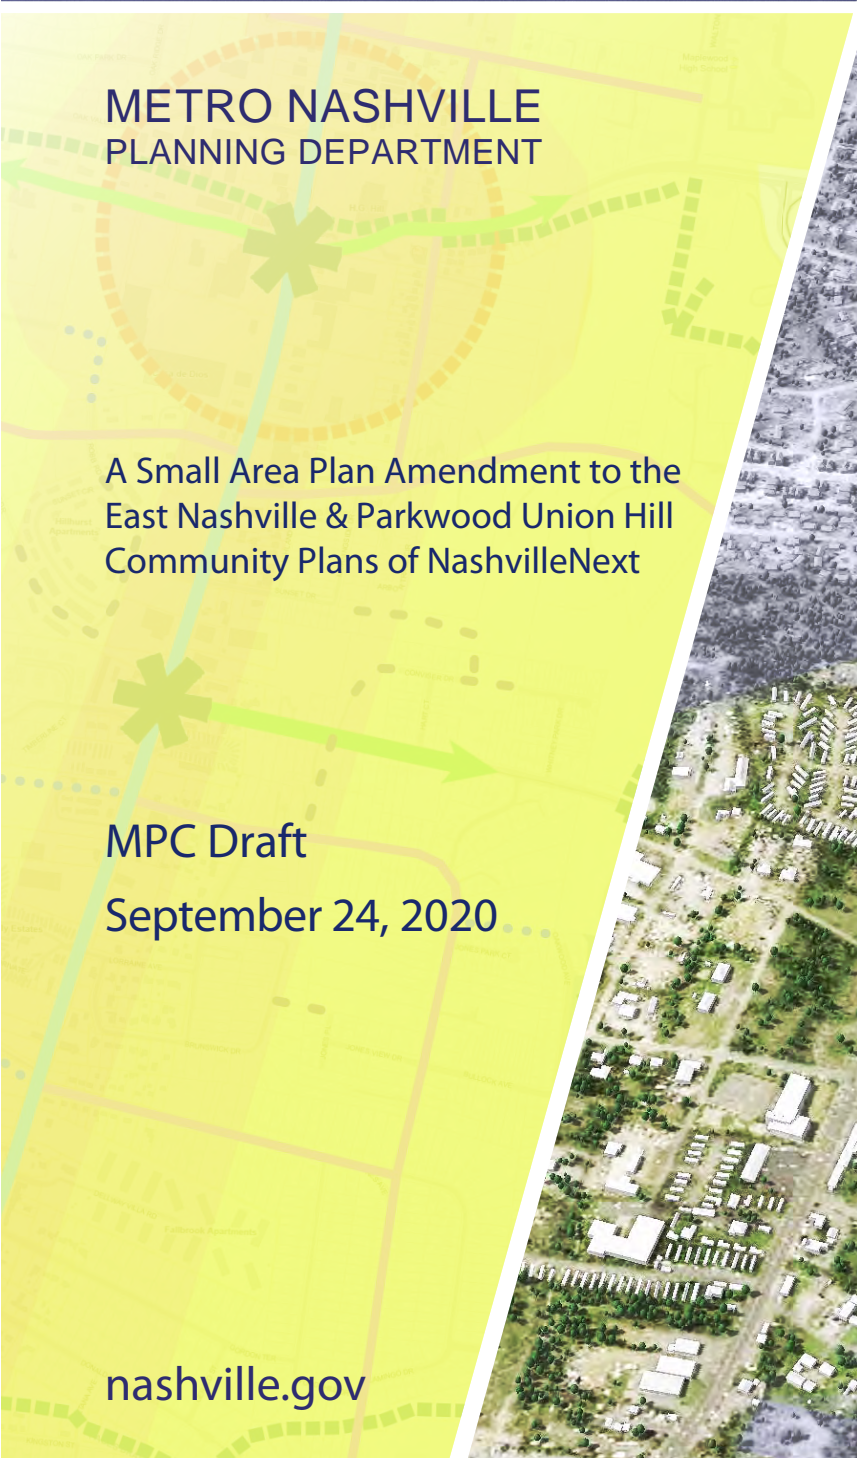 METRO NASHVILLE
PLANNING DEPARTMENT
A Small Area Plan Amendment to the
East Nashville & Parkwood Union Hill
Community Plans of NashvilleNext
MPC Draft
September 24, 2020
nashville.gov